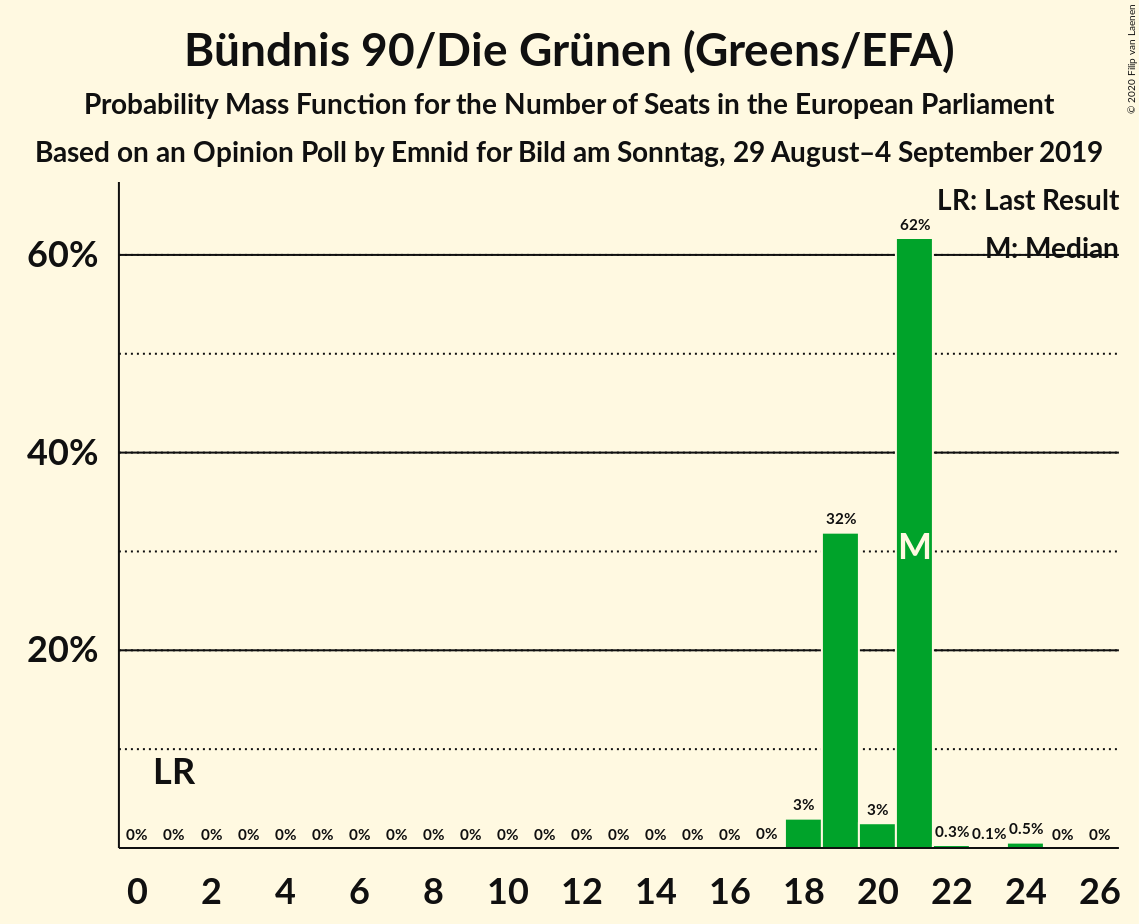 Bündnis 90/Die Grünen (Greens/EFA)
Probability Mass Function for the Number of Seats in the European Parliament
Based on an Opinion Poll by Emnid for Bild am Sonntag, 29 August–4 September 2019
© 2020 Filip van Laenen
LR: Last Result
M: Median
60%
40%
20%
62%
32%
M
LR
0% 0% 0% 0% 0% 0% 0% 0% 0% 0% 0% 0% 0% 0% 0% 0% 0% 0% 3% 3% 0.3% 0.1% 0.5% 0% 0%
0 2 4 6 8 10 12 14 16 18 20 22 24 26